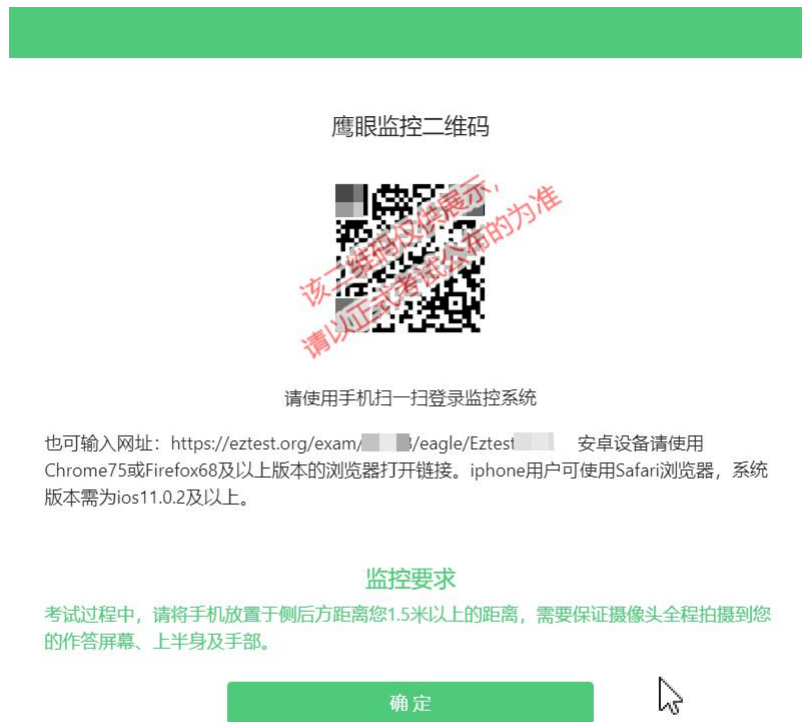 鹰眼监控二维码
该二维码仅供展示,
请以正式考试公布的为准
请使用手机扫一扫登录监控系统
也可输入网址：https://eztest.org/exam/ 3/eagle/Eztest 安卓设备请使用
Chrome75或Firefox68及以上版本的浏览器打开链接。iphone用户可使用Safari浏览器，系统
版本需为ios11.0.2及以上。
监控要求
考试过程中，请将手机放置于侧后方距离您1.5米以上的距离，需要保证摄像头全程拍摄到您
的作答屏幕、上半身及手部。
确定